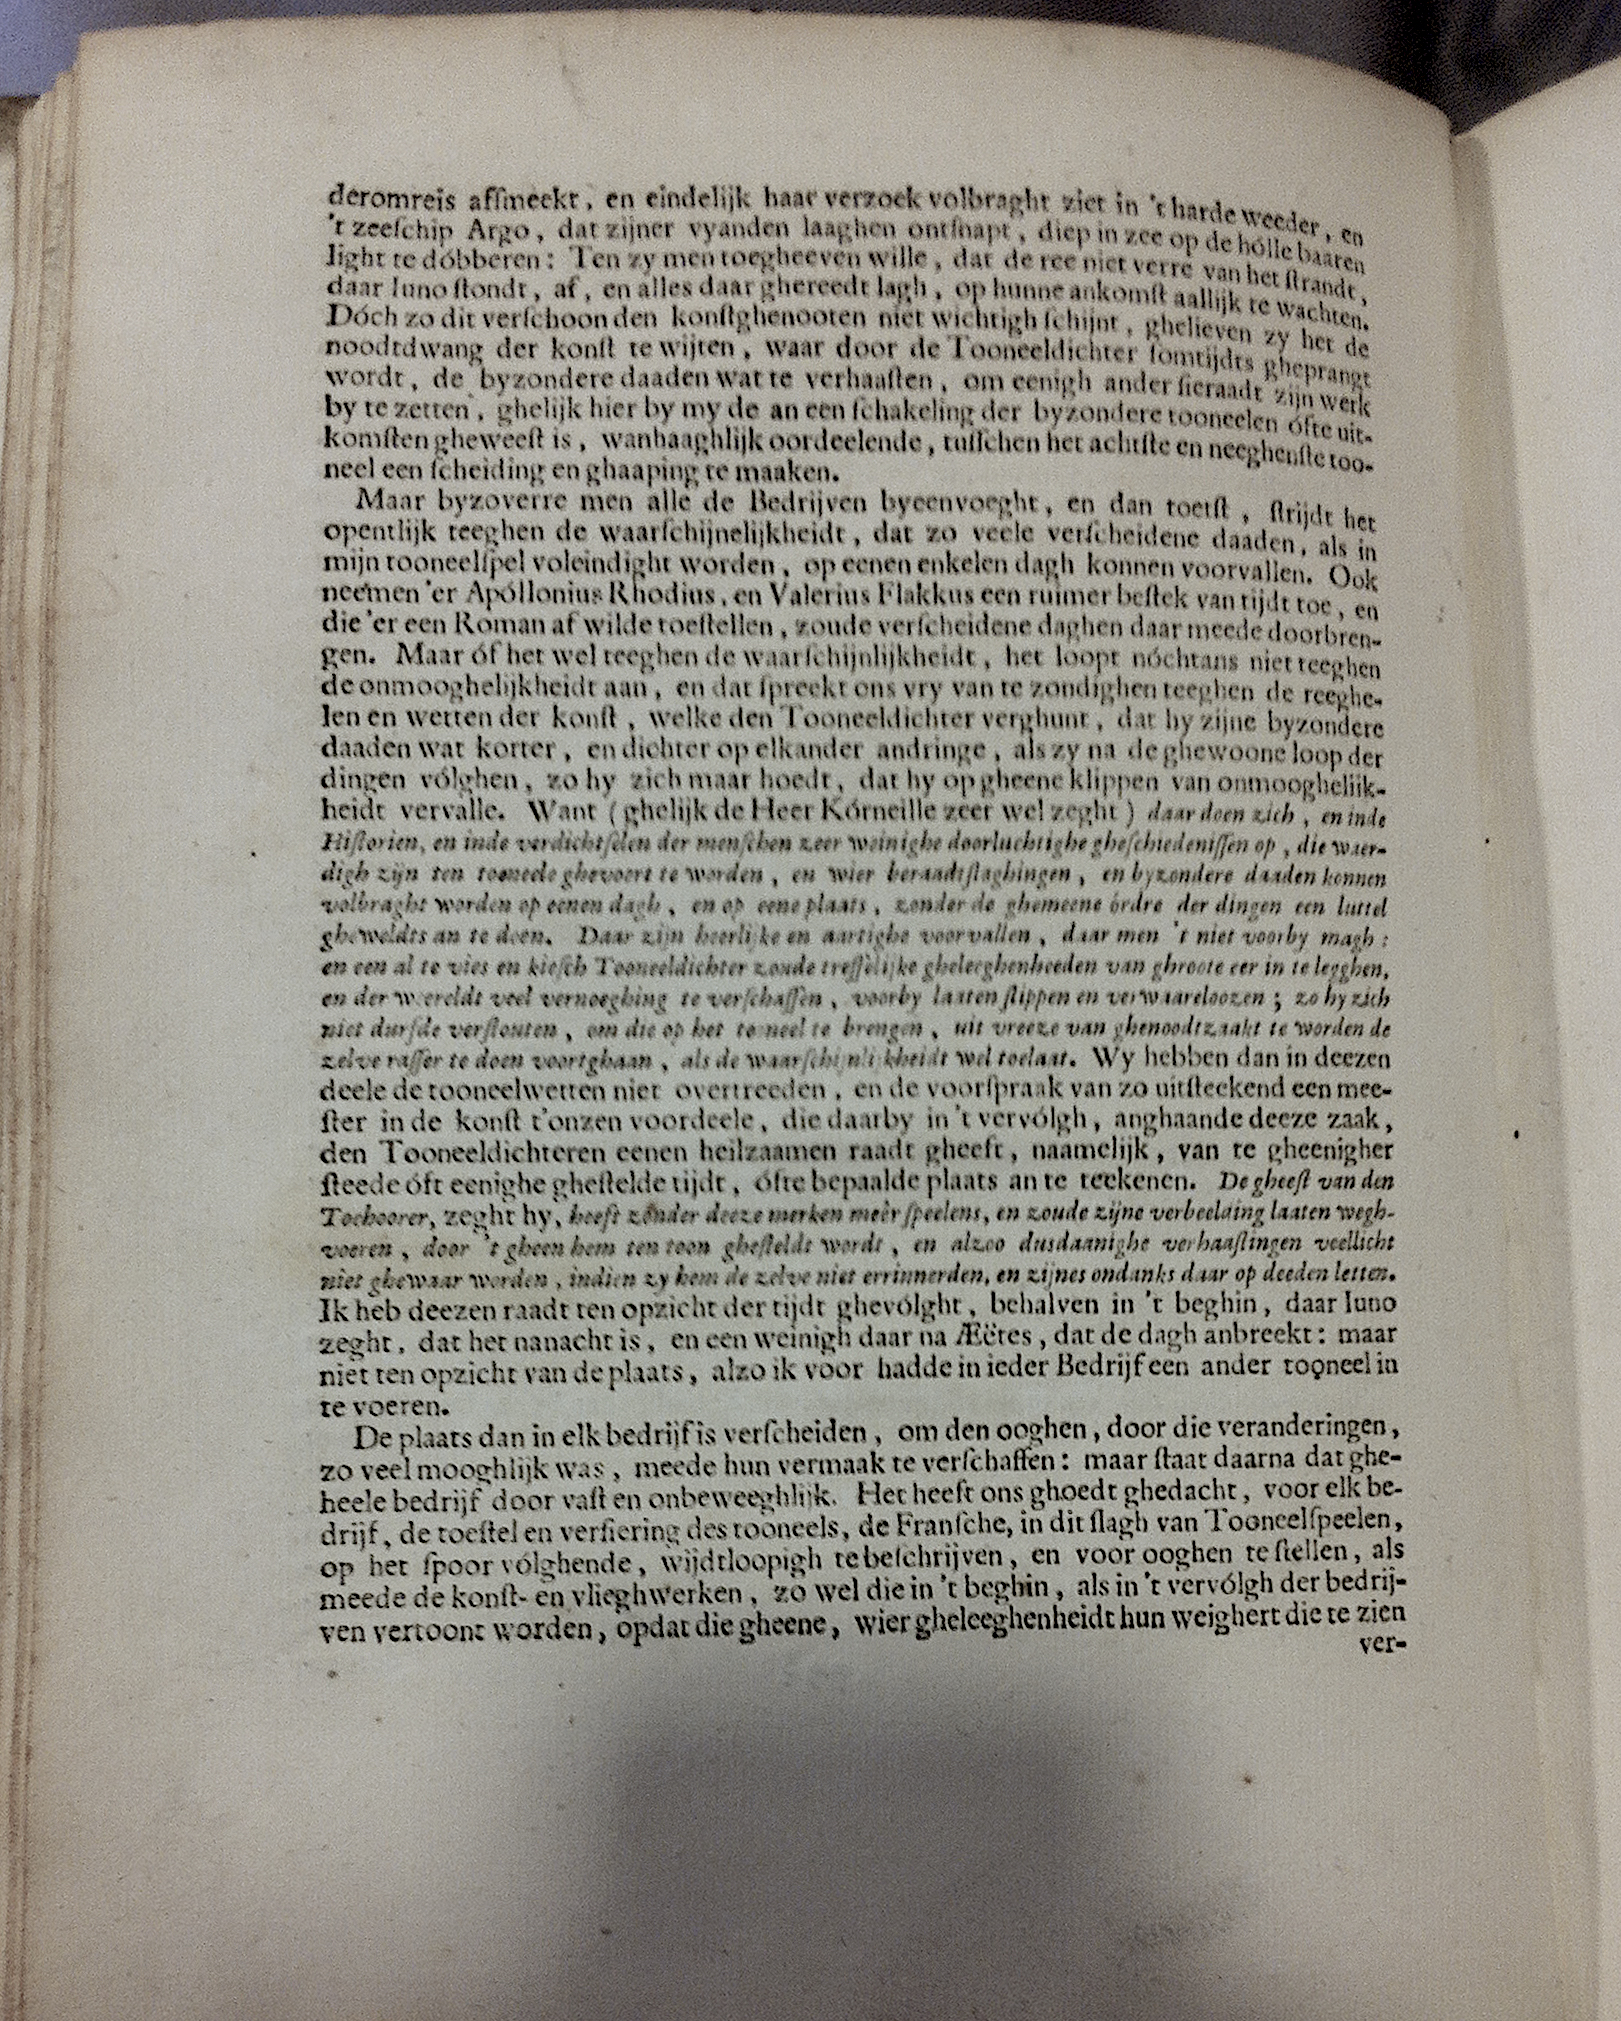 deromreis afſmeekt, en eindelijk haar verzoek volbraght ziet in 't harde weeder, en
't zeeſchip Argo, dat zijner vyanden laaghen ontſnapt, diep in zee op de hólle baaren
light te dóbberen: Ten zy men toegheeven wille, dat de ree niet verre van het ſtrandt,
daar Iuno ſtondt, af, en alles daar ghereedt lagh, op hunne ankomſt aallijk te wachten.
Dóch zo dit verſchoon den konſtghenooten niet wichtigh ſchijnt, ghelieven zy het de
noodtdwang der konſt te wijten, waar door de Tooneeldichter ſomtijdts gheprangt
wordt, de byzondere daaden wat te verhaaſten, om eenigh ander ſieraadt zijn werk
by te zetten, ghelijk hier by my de an een ſchakeling der byzondere tooneelen ófte uit-
komſten gheweeſt is, wanhaaghlijk oordeelende, tuſſchen het achtſte en neeghenſte too-
neel een ſcheiding en ghaaping te maaken.
Maar byzoverre men alle de Bedrijven byeenvoeght, en dan toetſt, ſtrijdt het
opentlijk teeghen de waarſchijnelijkheidt, dat zo veele verſcheidene daaden, als in
mijn tooneelſpel voleindight worden, op eenen enkelen dagh konnen voorvallen. Ook
neemen 'er Apóllonius Rhodius, en Valerius Flakkus een ruimer beſtek van tijdt toe, en
die 'er een Roman af wilde toeſtellen, zoude verſcheidene daghen daar meede doorbren-
gen. Maar óf het wel teeghen de waarſchijnlijkheidt, het loopt nóchtans niet teeghen
de onmooghelijkheidt aan, en dat ſpreekt ons vry van te zondighen teeghen de reeghe-
len en wetten der konſt, welke den Tooneeldichter verghunt, dat hy zijne byzondere
daaden wat korter, en dichter op elkander andringe, als zy na de ghewoone loop der
dingen vólghen, zo hy zich maar hoedt, dat hy op gheene klippen van onmooghelijk-
heidt vervalle. Want (ghelijk de Heer Kórneille zeer wel zeght) daar doen zich, en inde
Hiſtorien, en inde verdichtſelen der menſchen zeer weinighe doorluchtighe gheſchiedeniſſen op, die waer-
digh zijn ten tooneele ghevoert te worden, en wier beraadtſlaghingen, en byzondere daaden konnen
volbraght worden op eenen dagh, en op eene plaats, zonder de ghemeene órdre der dingen een luttel
gheweldts an te doen. Daar zijn heerlijke en aartighe voorvallen, daar men 't niet voorby magh:
en een al te vies en kieſch Tooneeldichter zoude treffelijke gheleeghenheeden van ghroote eer in te legghen,
en der weereldt veel vernoeghing te verſchaffen, voorby laaten ſlippen en verwaareloozen; zo hy zich
niet durſde verſtouten, om die op het tooneel te brengen, uit vreeze van ghenoodtzaakt te worden de
zelve raſſer te doen voortghaan, als de waarſchijnlijkheidt wel toelaat. Wy hebben dan in deezen
deele de tooneelwetten niet overtreeden, en de voorſpraak van zo uitſteekend een mee-
ſter in de konſt t'onzen voordeele, die daarby in 't vervólgh, anghaande deeze zaak,
den Tooneeldichteren eenen heilzaamen raadt gheeft, naamelijk, van te gheenigher
ſteede óft eenighe gheſtelde tijdt, ófte bepaalde plaats an te teekenen. De gheeſt van den
Toehoorer, zeght hy, heeft zónder deeze merken meêr ſpeelens, en zoude zijne verbeelding laaten wegh-
voeren, door 't gheen hem ten toon gheſteldt wordt, en alzoo dusdaanighe verhaaſtingen veellicht
niet ghewaar worden, indien zy hem de zelve niet errinnerden, en zijnes ondanks daar op deeden letten.
Ik heb deezen raadt ten opzicht der tijdt ghevólght, behalven in 't beghin, daar Iuno
zeght, dat het nanacht is, en een weinigh daar na Æëtes, dat de dagh anbreekt: maar
niet ten opzicht van de plaats, alzo ik voor hadde in ieder Bedrijf een ander tooneel in
te voeren.
De plaats dan in elk bedrijf is verſcheiden, om den ooghen, door die veranderingen,
zo veel mooghlijk was, meede hun vermaak te verſchaffen: maar ſtaat daarna dat ghe-
heele bedrijf door vaſt en onbeweeghlijk. Het heeft ons ghoedt ghedacht, voor elk be-
drijf, de toeſtel en verſiering des tooneels, de Franſche, in dit ſlagh van Tooneelſpeelen,
op het ſpoor vólghende, wijdtloopigh te beſchrijven, en voor ooghen te ſtellen, als
meede de konſt- en vlieghwerken, zo wel die in 't beghin, als in 't vervólgh der bedrij-
ven vertoont worden, opdat die gheene, wier gheleeghenheidt hun weighert die te zien
ver-